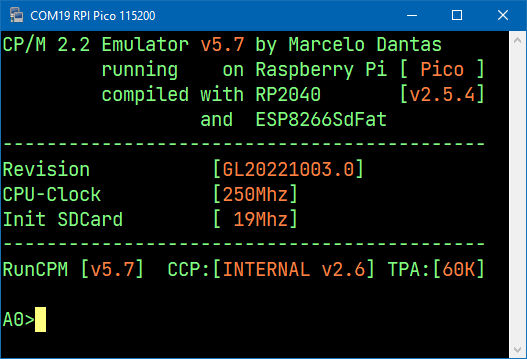 COM19 RPI Pico 115200
CP/M 2.2 Emulator v5.7 by Marcelo Dantas
running    on Raspberry Pi [ Pico ]
compiled with RP2040       [v2.5.4]
and  ESP8266SdFat
--------------------------------------------
Revision           [GL20221003.0]
CPU-Clock          [250Mhz]
Init SDCard        [ 19Mhz]
--------------------------------------------
RunCPM [v5.7]  CCP:[INTERNAL v2.6] TPA:[60K]
A0>